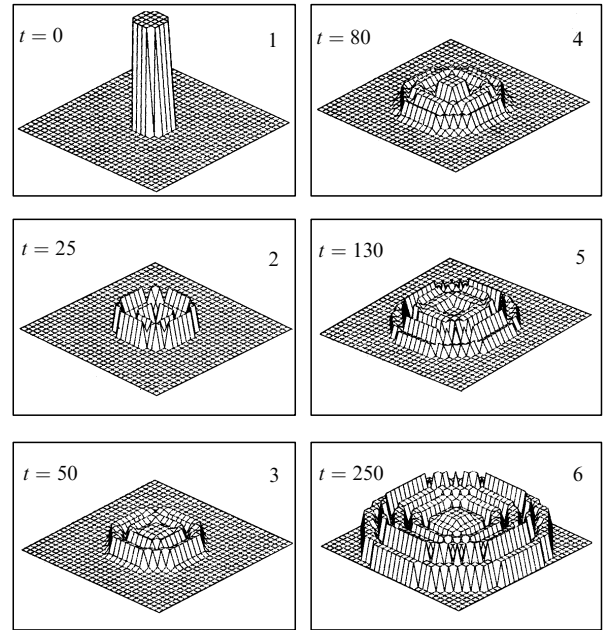 t = 0 1
t = 25 2
t = 50 3
t = 80 4
t = 130 5
t = 250 6